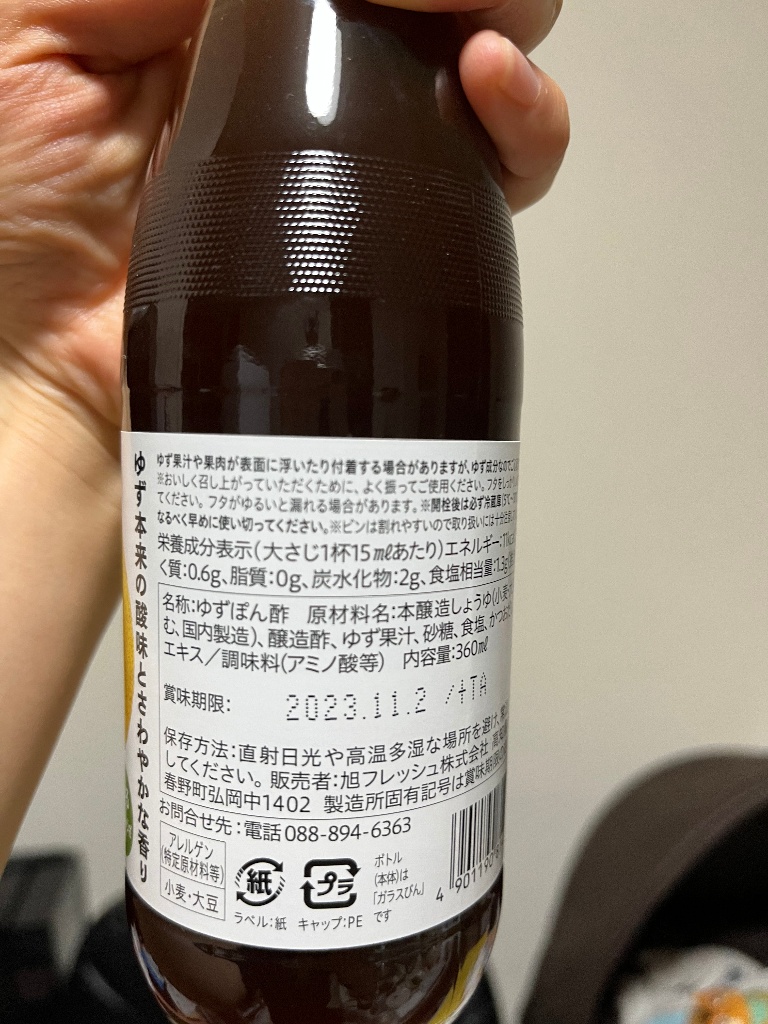 ゆず本来の酸味とさわやかな香り
ゆず果汁や果肉が表面に浮いたり付着する場合がありますが、ゆず成分なので
※おいしく召し上がっていただくために、よく振ってご使用ください。フタをしっかり
てください。フタがゆるいと漏れる場合があります。※開栓後は必ず冷蔵庫
なるべく早めに使い切ってください。※ビンは割れやすいので取り扱いには十分注意
栄養成分表示(大さじ1杯15㎖あたり)エネルギー:11kcal
く質:0.6g、脂質:0g、炭水化物:2g、食塩相当量:1.3g
名称:ゆずぽん酢 原材料名:本醸造しょうゆ(小麦
む、国内製造)、醸造酢、ゆず果汁、砂糖、食塩、かつお
エキス/調味料(アミノ酸等) 内容量:360㎖
賞味期限: 2023.11.2 /+TA
保存方法:直射日光や高温多湿な場所を避け、
してください。 販売者:旭フレッシュ株式会社 高知
春野町弘岡中1402 製造所固有記号は賞味期限の
お問合せ先:電話088-894-6363
アレルゲン
(特定原材料等)
小麦・大豆
紙
ラベル:紙
プラ
キャップ:PE
ボトル
(本体)は
「ガラスびん」
です
4 901190